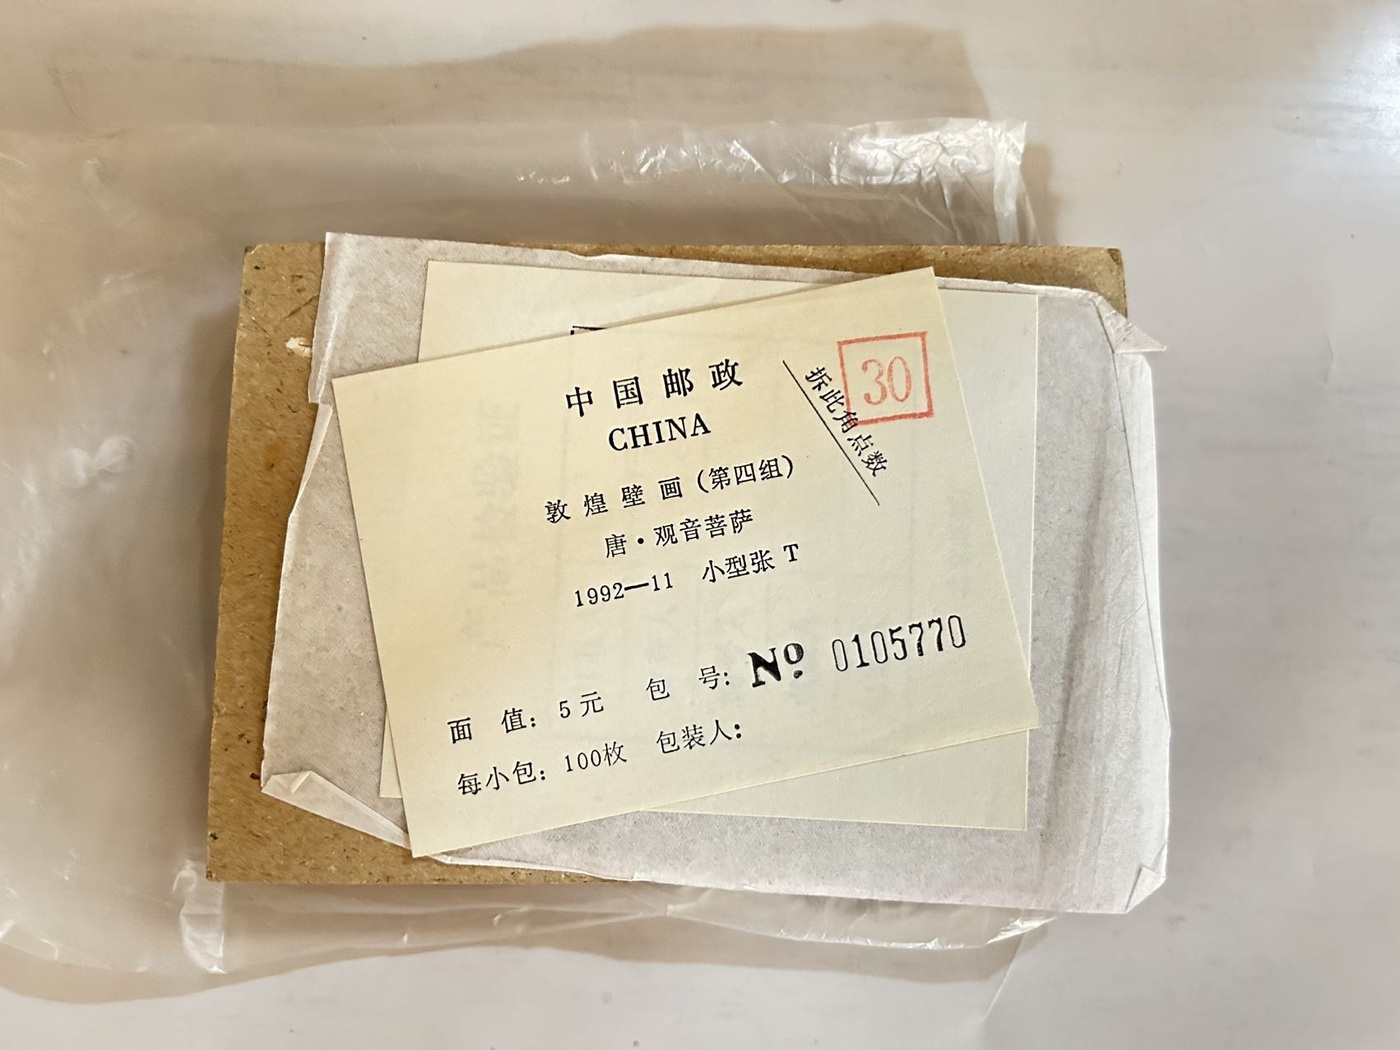 中国邮政
CHINA
30
拆此角点数
敦煌壁画（第四组）
唐·观音菩萨
1992—11 小型张 T
面 值：5元 包 号：№ 0105770
每小包：100枚 包装人：